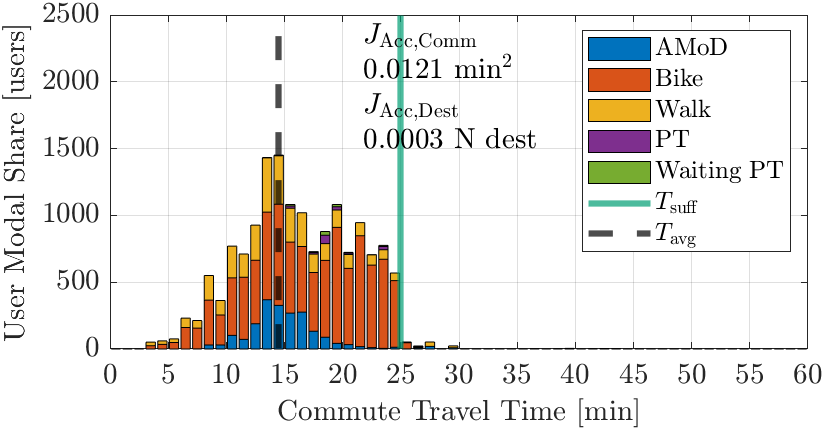 User Modal Share [users]
2500
2000
1500
1000
500
0
J_Acc,Comm
0.0121 min²
J_Acc,Dest
0.0003 N dest
AMoD
Bike
Walk
PT
Waiting PT
T_suff
T_avg
0 5 10 15 20 25 30 35 40 45 50 55 60
Commute Travel Time [min]